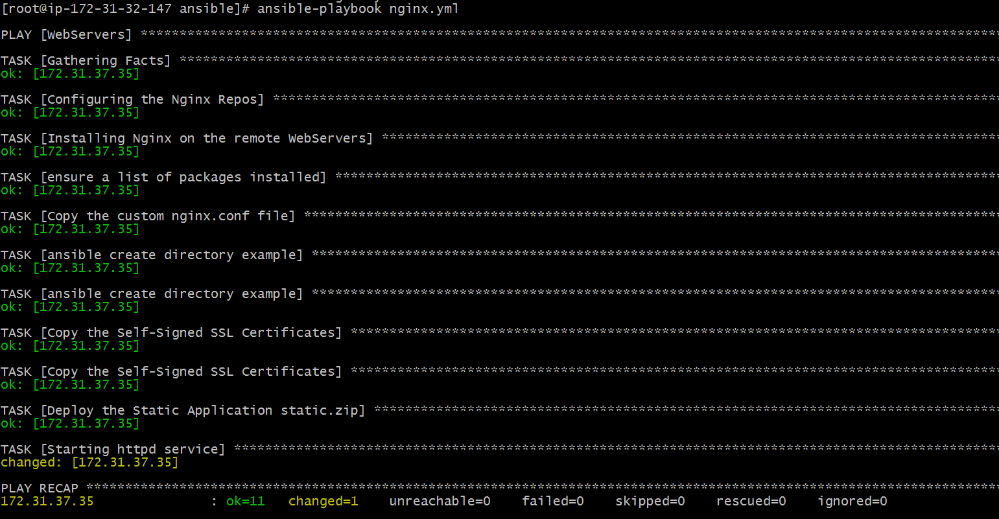 [root@ip-172-31-32-147 ansible]# ansible-playbook nginx.yml
PLAY [WebServers] ***************************************************************************************************************
TASK [Gathering Facts] **********************************************************************************************************
ok: [172.31.37.35]
TASK [Configuring the Nginx Repos] **********************************************************************************************
ok: [172.31.37.35]
TASK [Installing Nginx on the remote WebServers] ********************************************************************************
ok: [172.31.37.35]
TASK [ensure a list of packages installed] **************************************************************************************
ok: [172.31.37.35]
TASK [Copy the custom nginx.conf file] ******************************************************************************************
ok: [172.31.37.35]
TASK [ansible create directory example] *****************************************************************************************
ok: [172.31.37.35]
TASK [ansible create directory example] *****************************************************************************************
ok: [172.31.37.35]
TASK [Copy the Self-Signed SSL Certificates] ************************************************************************************
ok: [172.31.37.35]
TASK [Copy the Self-Signed SSL Certificates] ************************************************************************************
ok: [172.31.37.35]
TASK [Deploy the Static Application static.zip] *********************************************************************************
ok: [172.31.37.35]
TASK [Starting httpd service] ***************************************************************************************************
changed: [172.31.37.35]
PLAY RECAP **********************************************************************************************************************
172.31.37.35               : ok=11   changed=1    unreachable=0    failed=0    skipped=0    rescued=0    ignored=0